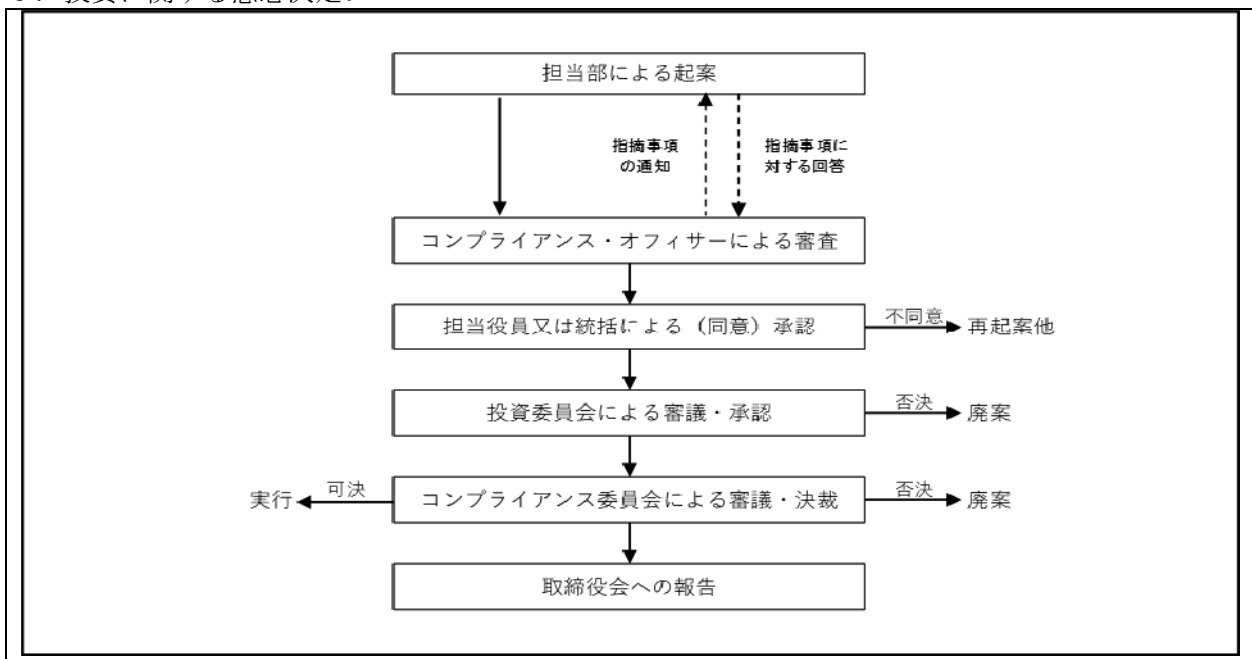 担当部による起案
指摘事項
の通知
指摘事項に
対する回答
コンプライアンス・オフィサーによる審査
担当役員又は統括による（同意）承認
不同意
再起案他
投資委員会による審議・承認
否決
廃案
実行
可決
コンプライアンス委員会による審議・決裁
否決
廃案
取締役会への報告